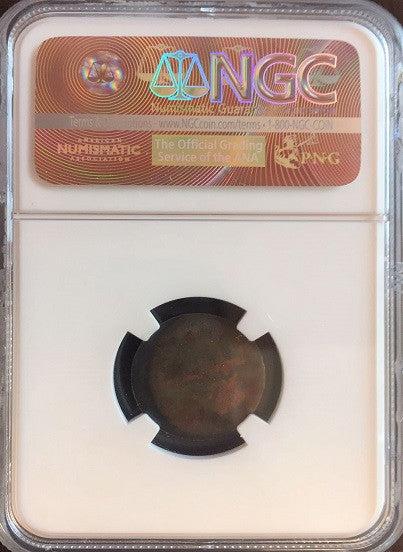 NGC
Terms & Conditions • www.NGCcoin.com/terms • 1-800-NGC-COIN
AMERICAN
NUMISMATIC
ASSOCIATION
The Official Grading
Service of the ANA
PNG